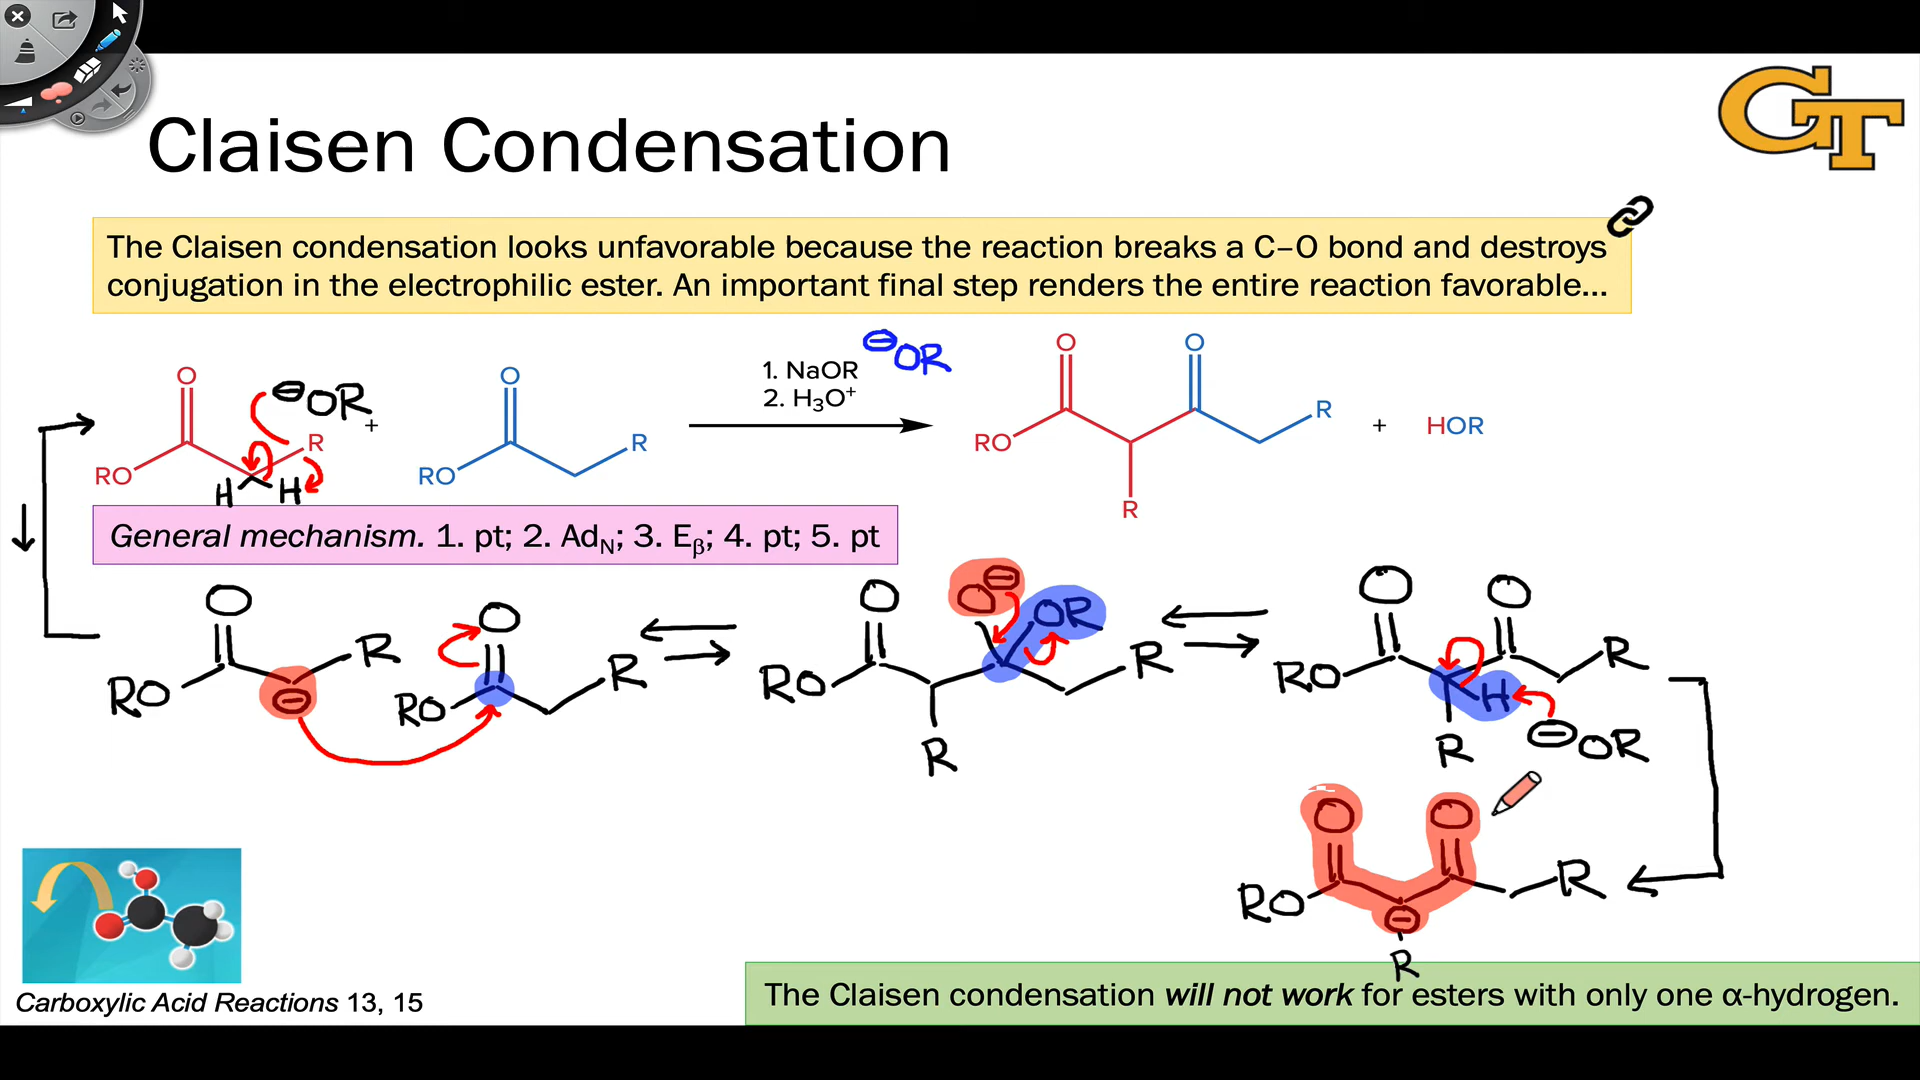 Claisen Condensation
GT
The Claisen condensation looks unfavorable because the reaction breaks a C–O bond and destroys
conjugation in the electrophilic ester. An important final step renders the entire reaction favorable...
O
RO
R
H H
⊖OR
+
O
RO
R
1. NaOR
2. H₃O⁺
⊖OR
O O
RO
R
R
+
HOR
General mechanism. 1. pt; 2. Ad_N; 3. E_β; 4. pt; 5. pt
O
RO
⊖
R
O
RO
R
O
O⊖
OR
RO
R
R
O O
RO
H
R
R
⊖OR
O O
RO
⊖
R
R
Carboxylic Acid Reactions 13, 15
The Claisen condensation will not work for esters with only one α-hydrogen.